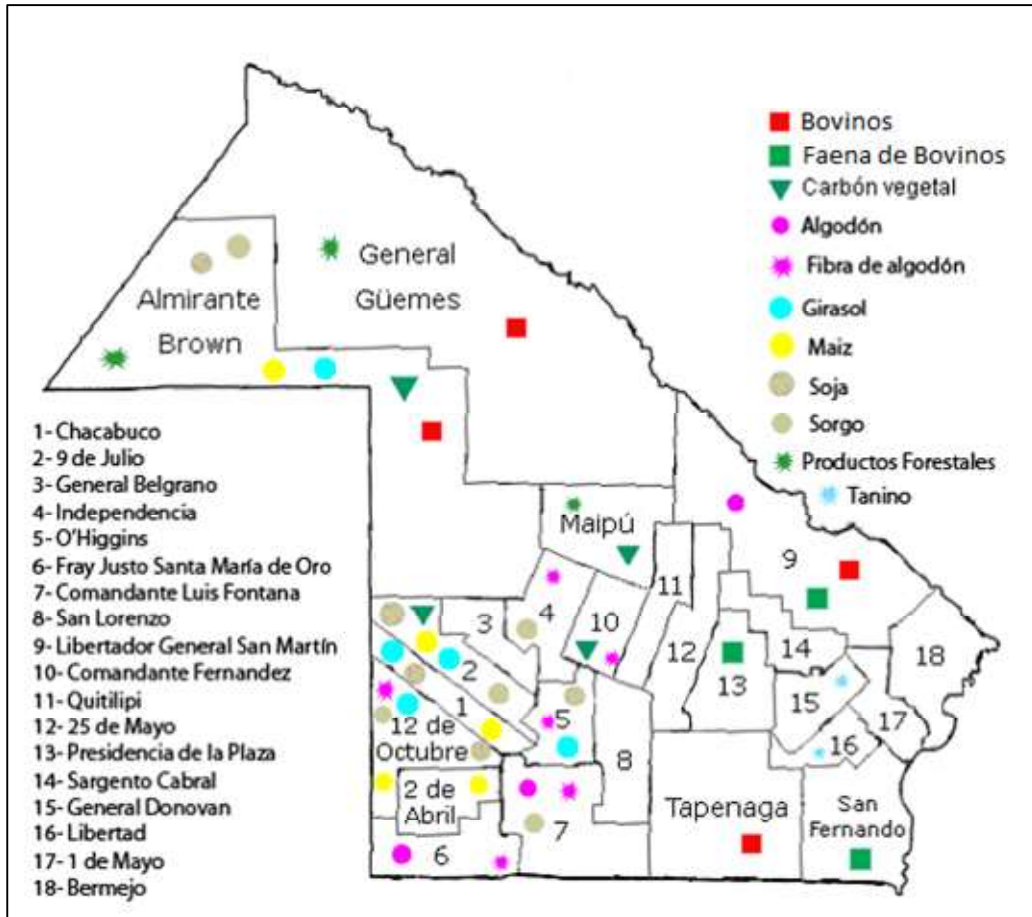 Bovinos
Faena de Bovinos
Carbón vegetal
Algodón
Fibra de algodón
Girasol
Maiz
Soja
Sorgo
Productos Forestales
Tanino
General
Güemes
Almirante
Brown
1- Chacabuco
2- 9 de Julio
3- General Belgrano
4- Independencia
5- O'Higgins
6- Fray Justo Santa María de Oro
7- Comandante Luis Fontana
8- San Lorenzo
9- Libertador General San Martín
10- Comandante Fernandez
11- Quitilipi
12- 25 de Mayo
13- Presidencia de la Plaza
14- Sargento Cabral
15- General Donovan
16- Libertad
17- 1 de Mayo
18- Bermejo
Maipú
9
11
10
4
3
12
14
18
13
2
15
17
1
5
16
12 de
Octubre
8
2 de
Abril
Tapenaga
San
Fernando
7
6